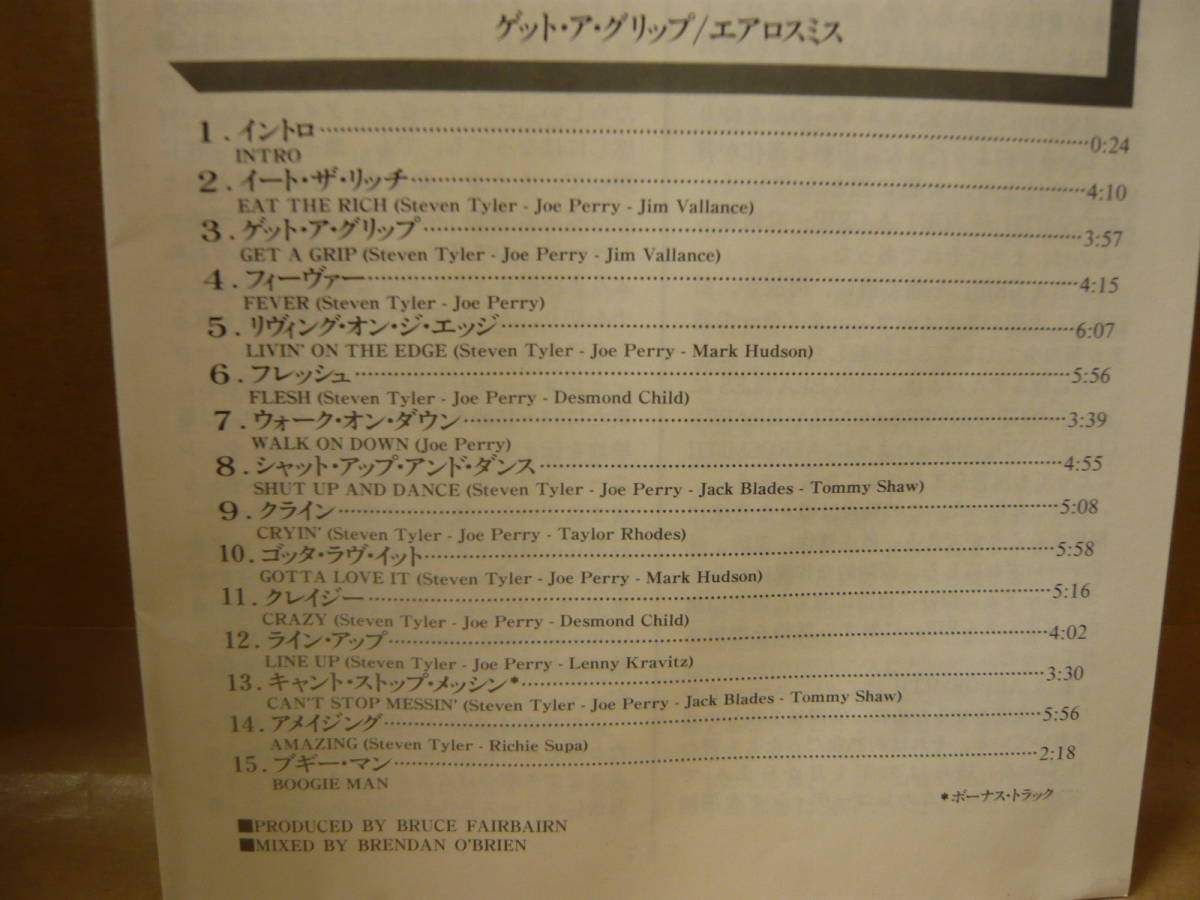 ゲット・ア・グリップ/エアロスミス
1.イントロ 0:24
INTRO
2.イート・ザ・リッチ 4:10
EAT THE RICH (Steven Tyler - Joe Perry - Jim Vallance)
3.ゲット・ア・グリップ 3:57
GET A GRIP (Steven Tyler - Joe Perry - Jim Vallance)
4.フィーヴァー 4:15
FEVER (Steven Tyler - Joe Perry)
5.リヴィング・オン・ジ・エッジ 6:07
LIVIN' ON THE EDGE (Steven Tyler - Joe Perry - Mark Hudson)
6.フレッシュ 5:56
FLESH (Steven Tyler - Joe Perry - Desmond Child)
7.ウォーク・オン・ダウン 3:39
WALK ON DOWN (Joe Perry)
8.シャット・アップ・アンド・ダンス 4:55
SHUT UP AND DANCE (Steven Tyler - Joe Perry - Jack Blades - Tommy Shaw)
9.クライン 5:08
CRYIN' (Steven Tyler - Joe Perry - Taylor Rhodes)
10.ゴッタ・ラヴ・イット 5:58
GOTTA LOVE IT (Steven Tyler - Joe Perry - Mark Hudson)
11.クレイジー 5:16
CRAZY (Steven Tyler - Joe Perry - Desmond Child)
12.ライン・アップ 4:02
LINE UP (Steven Tyler - Joe Perry - Lenny Kravitz)
13.キャント・ストップ・メッシン* 3:30
CAN'T STOP MESSIN' (Steven Tyler - Joe Perry - Jack Blades - Tommy Shaw)
14.アメイジング 5:56
AMAZING (Steven Tyler - Richie Supa)
15.ブギー・マン 2:18
BOOGIE MAN
*ボーナス・トラック
■PRODUCED BY BRUCE FAIRBAIRN
■MIXED BY BRENDAN O'BRIEN